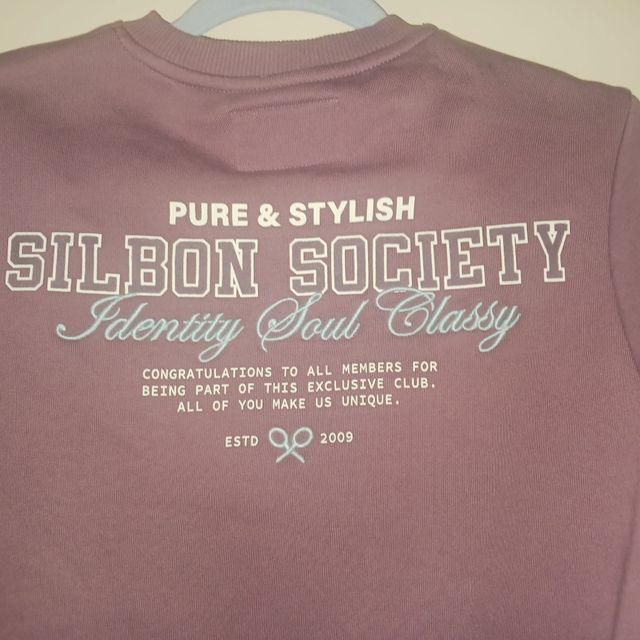 PURE & STYLISH
SILBON SOCIETY
Identity Soul Classy
CONGRATULATIONS TO ALL MEMBERS FOR
BEING PART OF THIS EXCLUSIVE CLUB.
ALL OF YOU MAKE US UNIQUE.
ESTD 2009